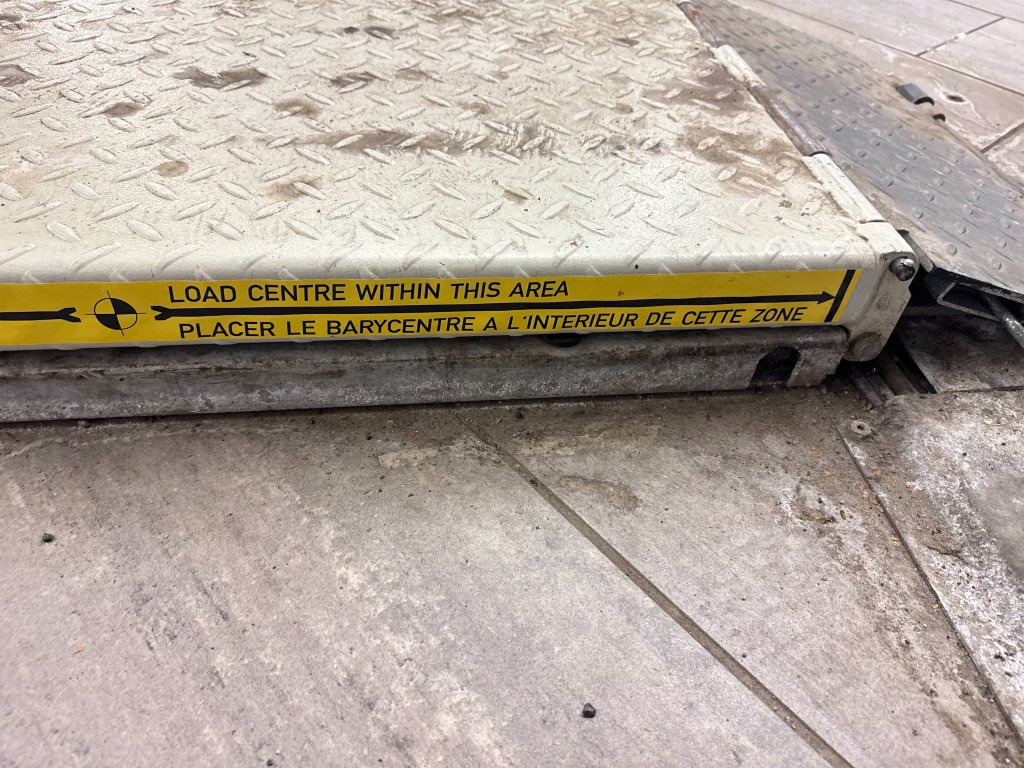 LOAD CENTRE WITHIN THIS AREA
PLACER LE BARYCENTRE A L'INTERIEUR DE CETTE ZONE